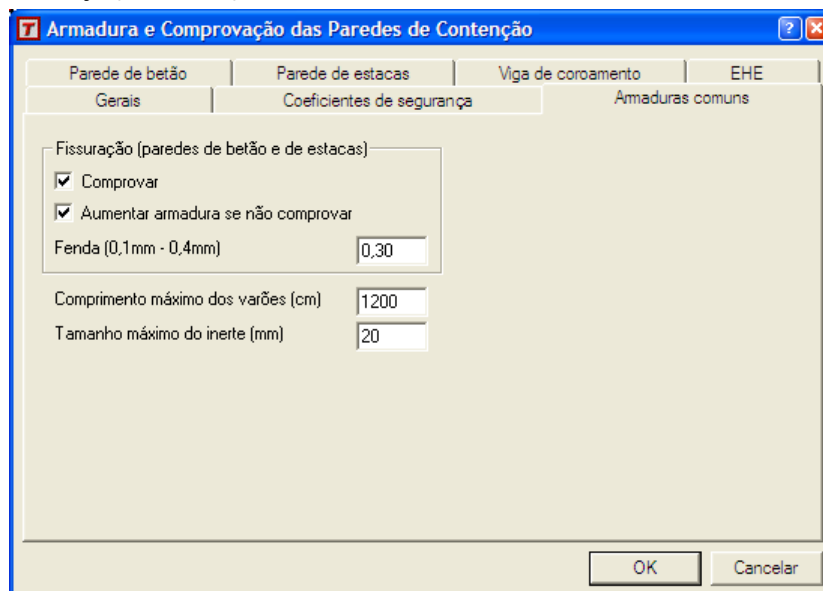 Armadura e Comprovação das Paredes de Contenção
Parede de betão Parede de estacas Viga de coroamento EHE
Gerais Coeficientes de segurança Armaduras comuns
Fissuração (paredes de betão e de estacas)
Comprovar
Aumentar armadura se não comprovar
Fenda (0,1mm - 0,4mm) 0,30
Comprimento máximo dos varões (cm) 1200
Tamanho máximo do inerte (mm) 20
OK Cancelar